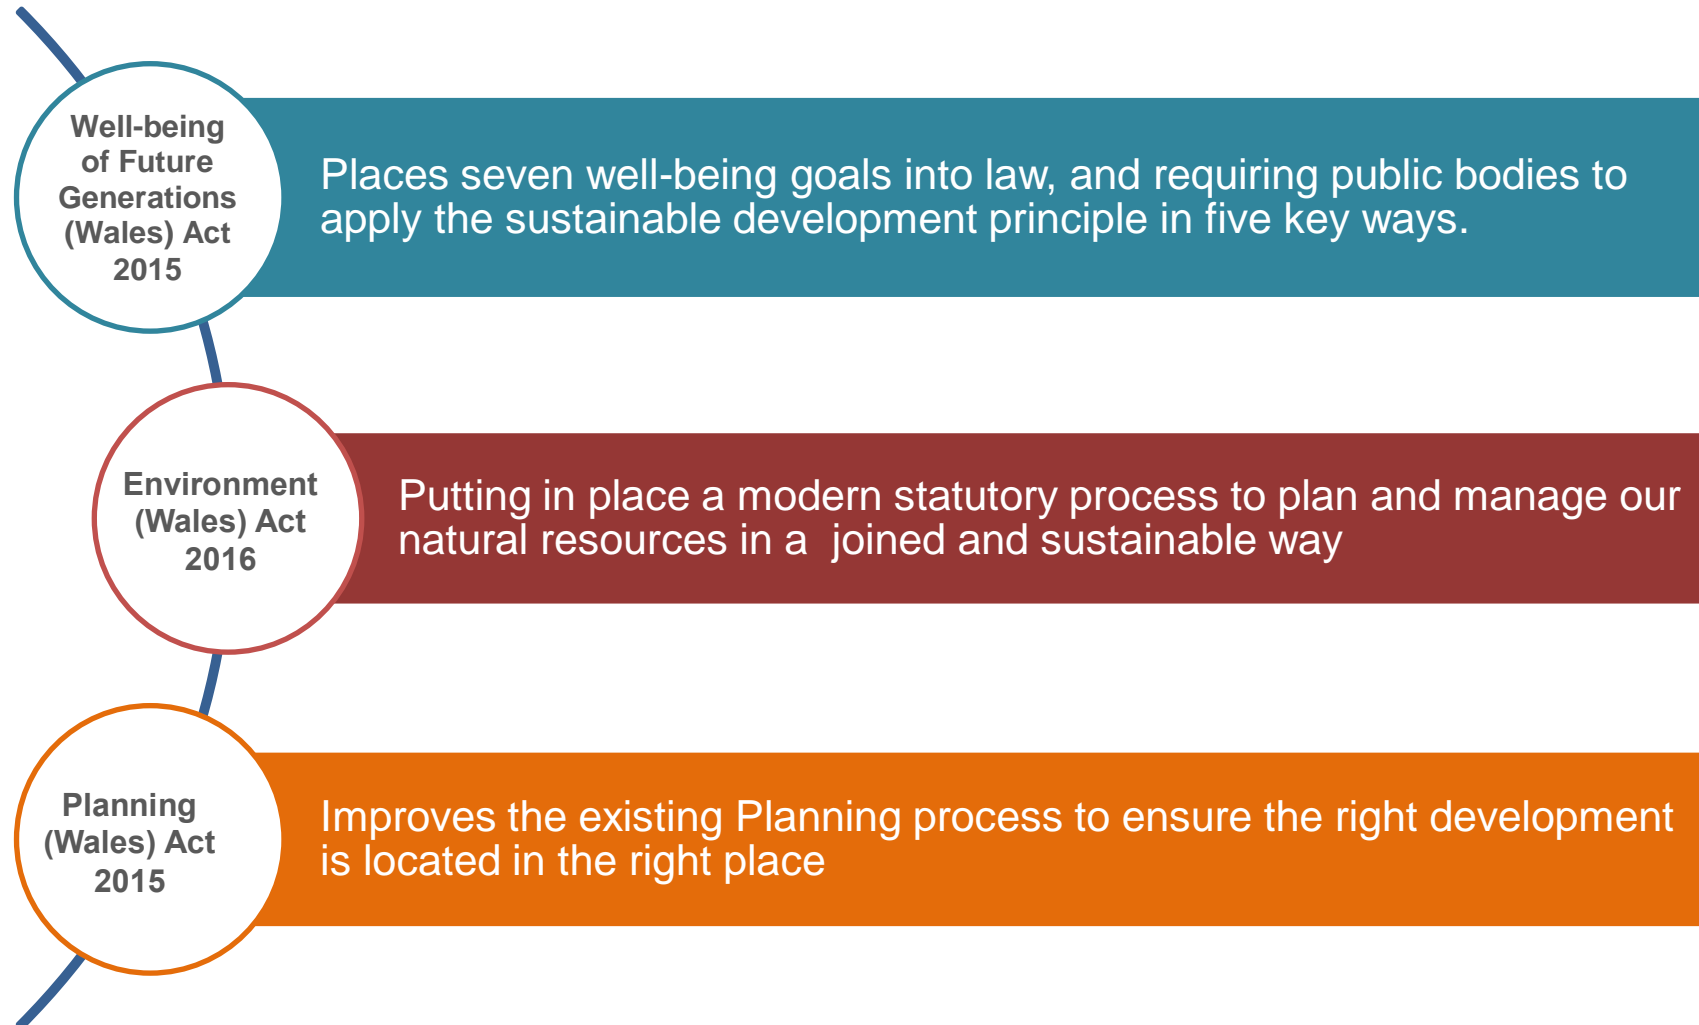 Well-being
of Future
Generations
(Wales) Act
2015
Places seven well-being goals into law, and requiring public bodies to
apply the sustainable development principle in five key ways.
Environment
(Wales) Act
2016
Putting in place a modern statutory process to plan and manage our
natural resources in a  joined and sustainable way
Planning
(Wales) Act
2015
Improves the existing Planning process to ensure the right development
is located in the right place